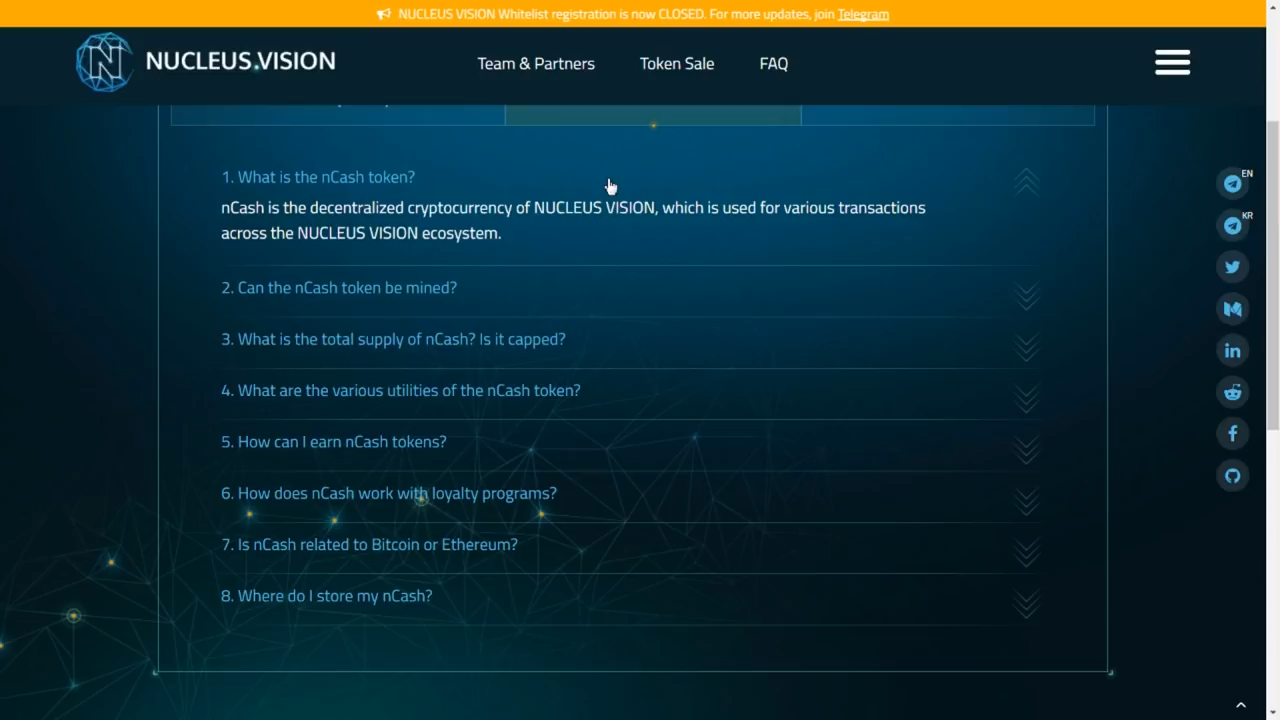 NUCLEUS VISION Whitelist registration is now CLOSED. For more updates, join Telegram
NUCLEUS.VISION
Team & Partners
Token Sale
FAQ
1. What is the nCash token?
nCash is the decentralized cryptocurrency of NUCLEUS VISION, which is used for various transactions
across the NUCLEUS VISION ecosystem.
2. Can the nCash token be mined?
3. What is the total supply of nCash? Is it capped?
4. What are the various utilities of the nCash token?
5. How can I earn nCash tokens?
6. How does nCash work with loyalty programs?
7. Is nCash related to Bitcoin or Ethereum?
8. Where do I store my nCash?
EN
KR